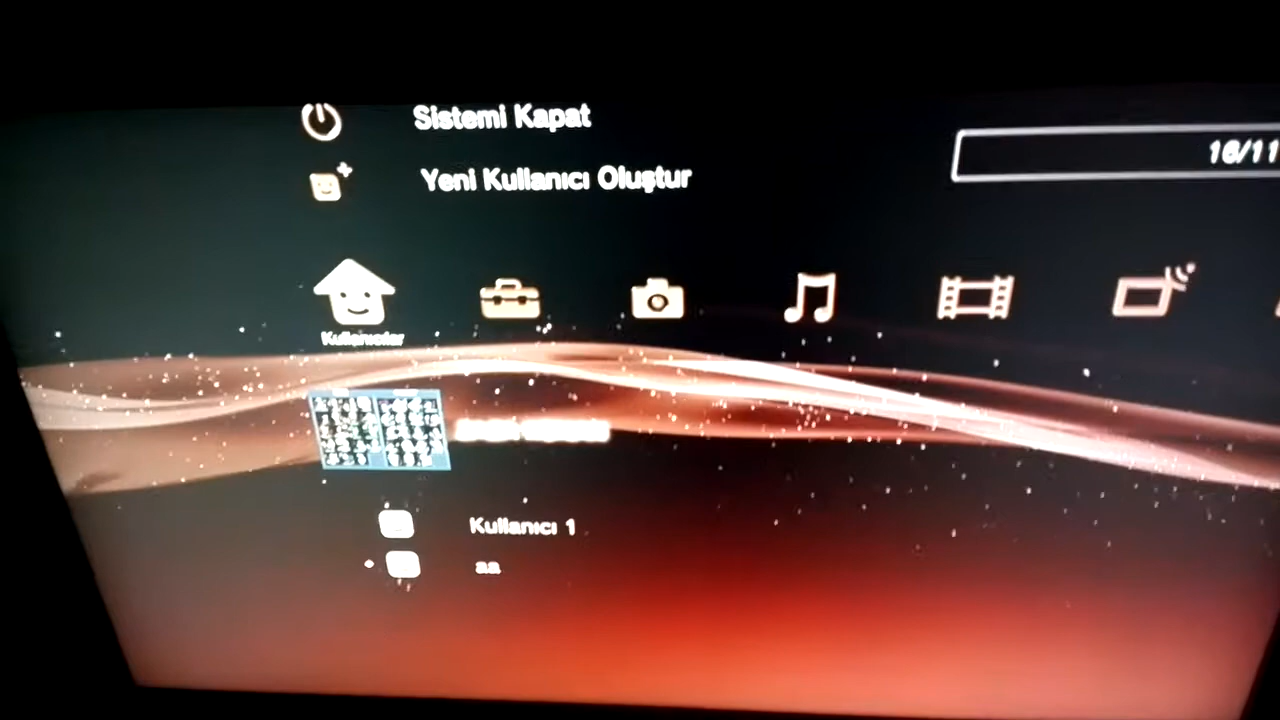 Sistemi Kapat
Yeni Kullanıcı Oluştur
16/11
Kullanıcılar
Kullanıcı 1
aa